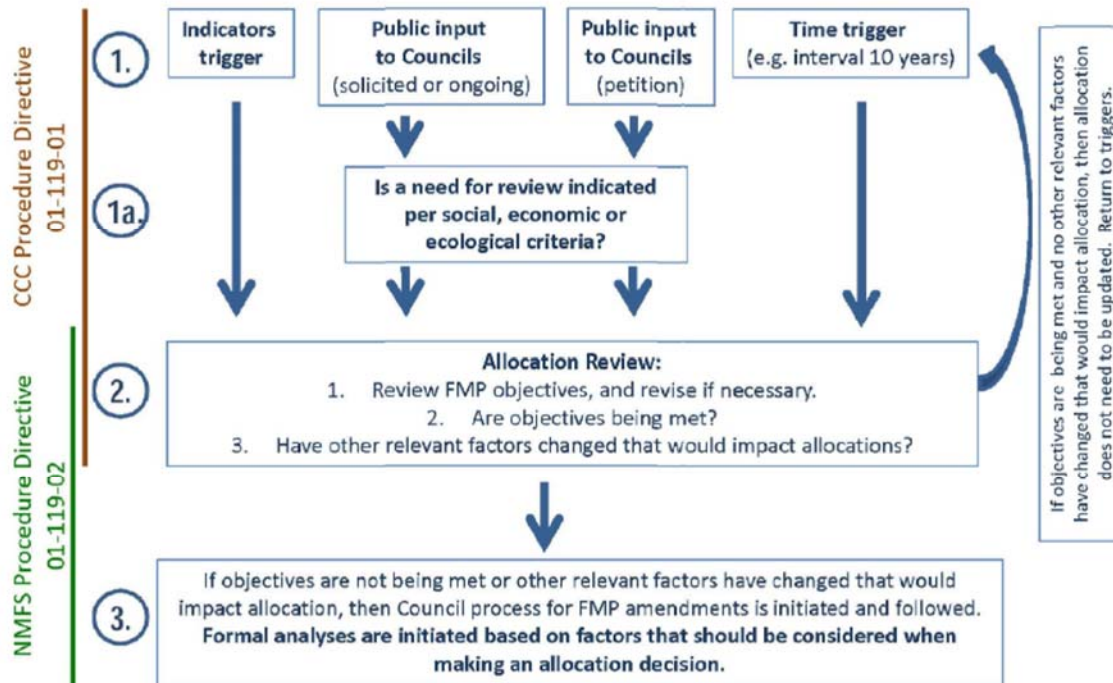 CCC Procedure Directive
01-119-01
NMFS Procedure Directive
01-119-02
1.
Indicators
trigger
Public input
to Councils
(solicited or ongoing)
Public input
to Councils
(petition)
Time trigger
(e.g. interval 10 years)
1a.
Is a need for review indicated
per social, economic or
ecological criteria?
2.
Allocation Review:
1. Review FMP objectives, and revise if necessary.
2. Are objectives being met?
3. Have other relevant factors changed that would impact allocations?
3.
If objectives are not being met or other relevant factors have changed that would
impact allocation, then Council process for FMP amendments is initiated and followed.
Formal analyses are initiated based on factors that should be considered when
making an allocation decision.
If objectives are being met and no other relevant factors
have changed that would impact allocation, then allocation
does not need to be updated. Return to triggers.